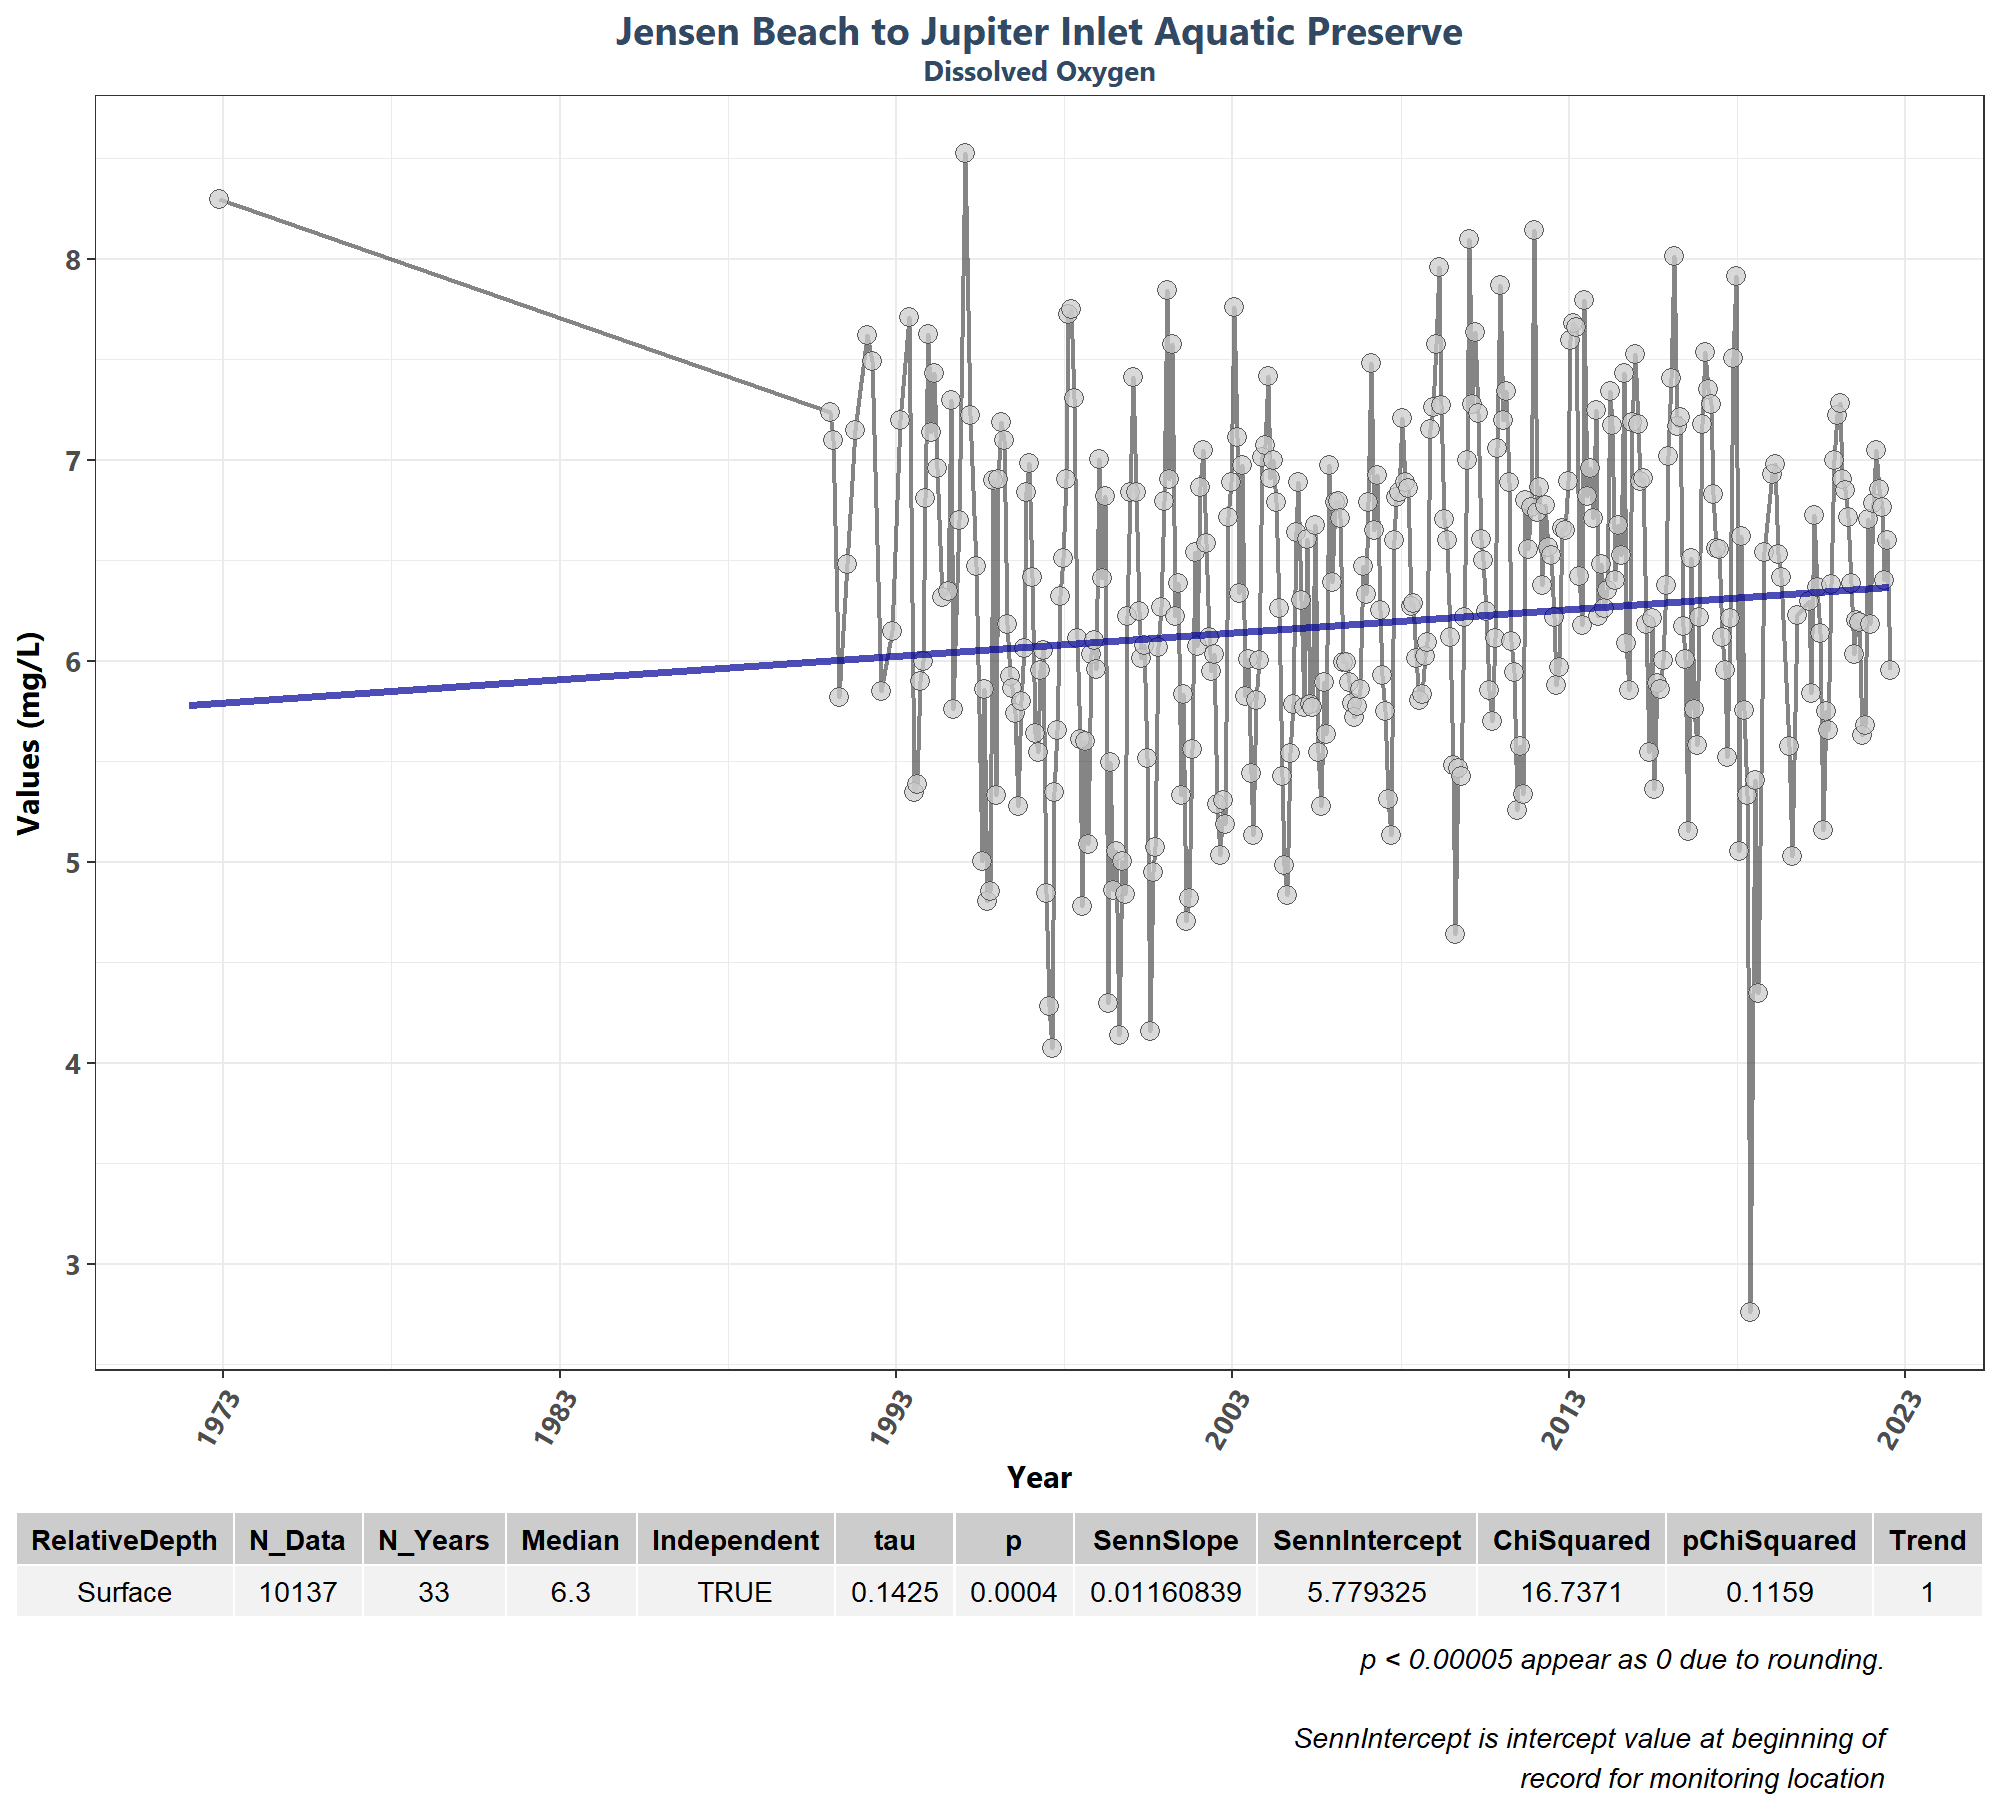 Jensen Beach to Jupiter Inlet Aquatic Preserve
Dissolved Oxygen
Values (mg/L)
8
7
6
5
4
3
1973 1983 1993 2003 2013 2023
Year
RelativeDepth N_Data N_Years Median Independent tau p SennSlope SennIntercept ChiSquared pChiSquared Trend
Surface 10137 33 6.3 TRUE 0.1425 0.0004 0.01160839 5.779325 16.7371 0.1159 1
p < 0.00005 appear as 0 due to rounding.
SennIntercept is intercept value at beginning of
record for monitoring location